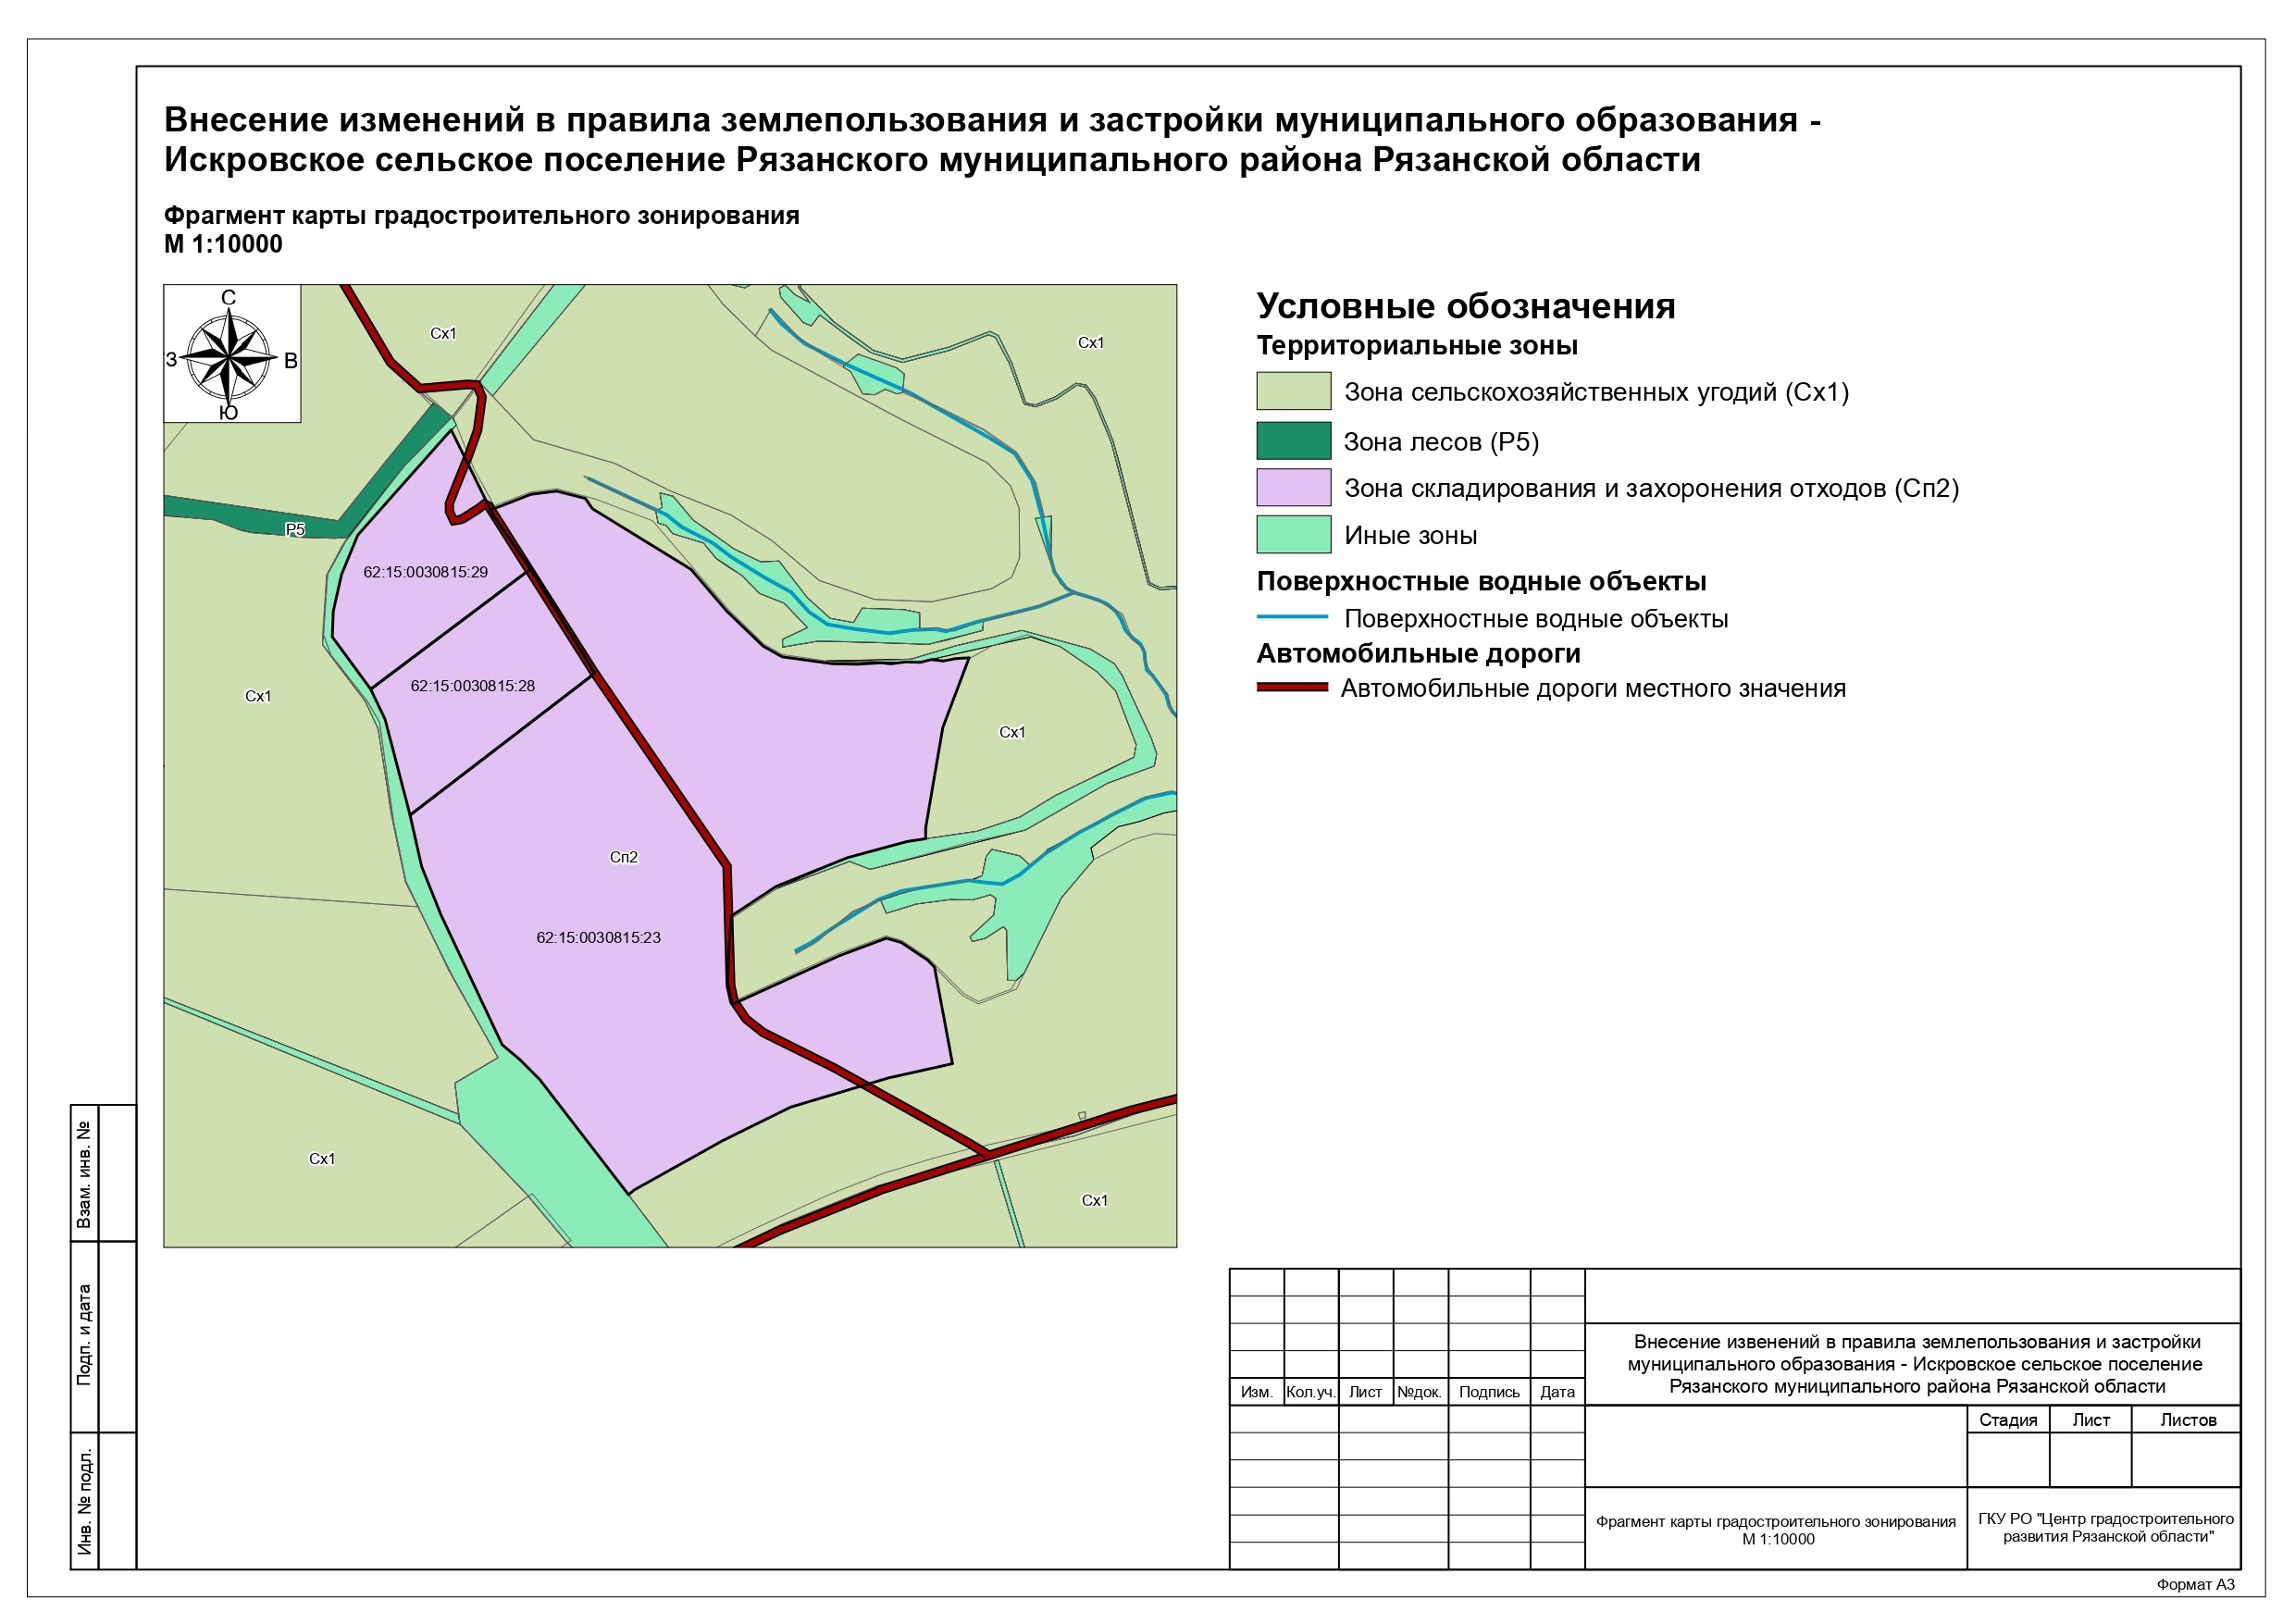 Внесение изменений в правила землепользования и застройки муниципального образования -
Искровское сельское поселение Рязанского муниципального района Рязанской области
Фрагмент карты градостроительного зонирования
М 1:10000
С
З
В
Ю
Сх1
Сх1
Р5
62:15:0030815:29
62:15:0030815:28
Сх1
Сх1
Сп2
62:15:0030815:23
Сх1
Сх1
Условные обозначения
Территориальные зоны
Зона сельскохозяйственных угодий (Сх1)
Зона лесов (Р5)
Зона складирования и захоронения отходов (Сп2)
Иные зоны
Поверхностные водные объекты
Поверхностные водные объекты
Автомобильные дороги
Автомобильные дороги местного значения
Взам. инв. №
Подп. и дата
Инв. № подл.
Изм.
Кол.уч.
Лист
№док.
Подпись
Дата
Внесение извенений в правила землепользования и застройки
муниципального образования - Искровское сельское поселение
Рязанского муниципального района Рязанской области
Стадия
Лист
Листов
Фрагмент карты градостроительного зонирования
М 1:10000
ГКУ РО "Центр градостроительного
развития Рязанской области"
Формат А3